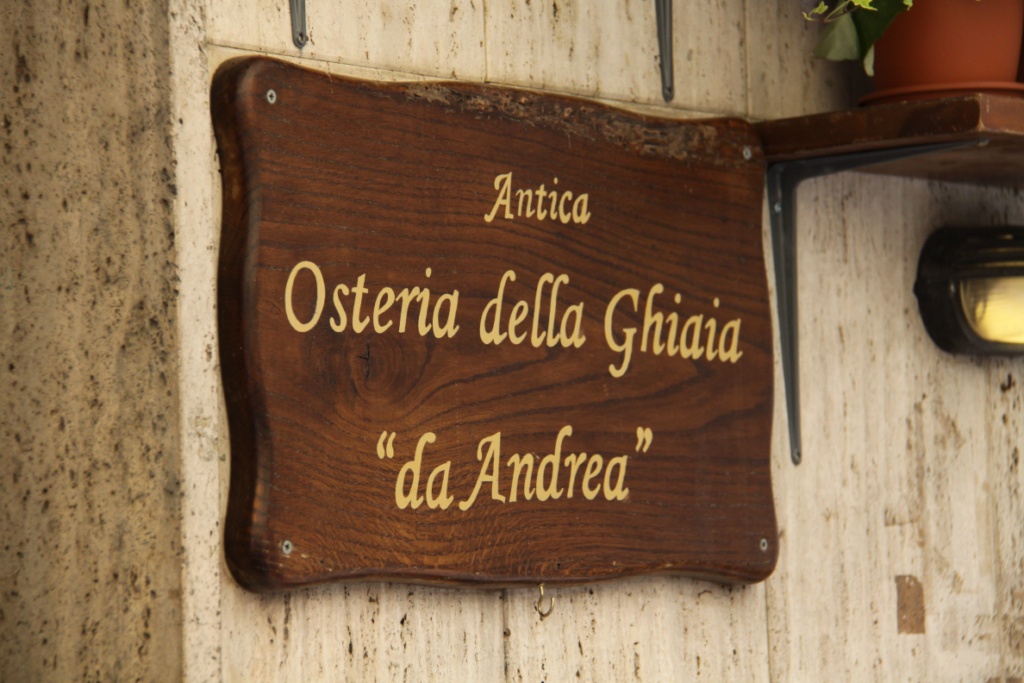 Antica
Osteria della Ghiaia
“da Andrea”